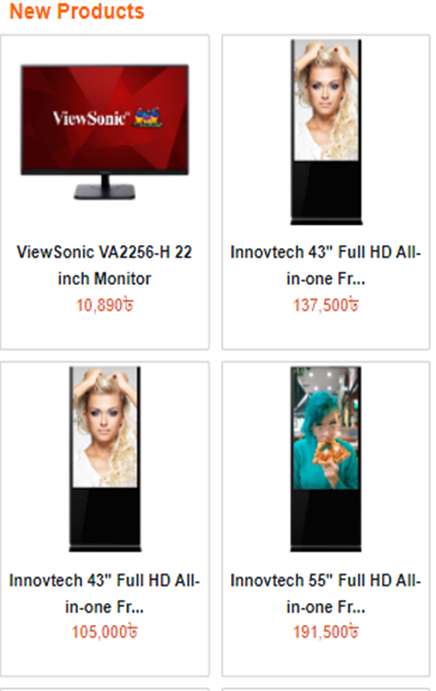 New Products
ViewSonic
ViewSonic VA2256-H 22
inch Monitor
10,890৳
Innovtech 43" Full HD All-
in-one Fr...
137,500৳
Innovtech 43" Full HD All-
in-one Fr...
105,000৳
Innovtech 55" Full HD All-
in-one Fr...
191,500৳